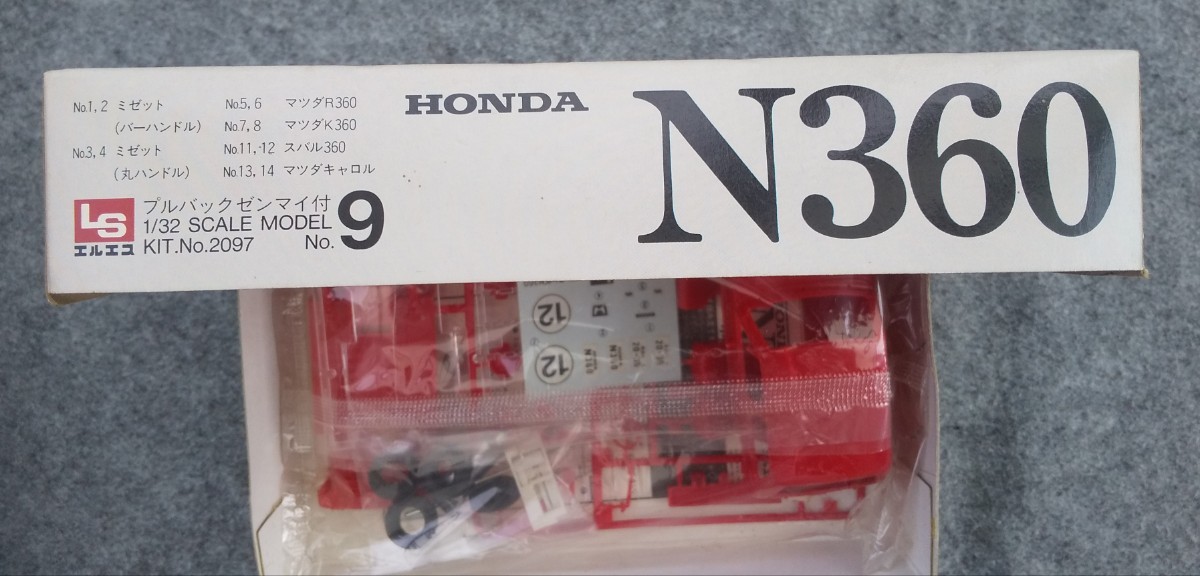 No.1, 2 ミゼット
(バーハンドル)
No.3, 4 ミゼット
(丸ハンドル)
No.5, 6 マツダR360
No.7, 8 マツダK360
No.11,-12 スバル360
No.13, 14 マツダキャロル
HONDA
N360
LS
エルエス
プルバックゼンマイ付
1/32 SCALE MODEL
KIT.No.2097 No. 9
12
12
N360